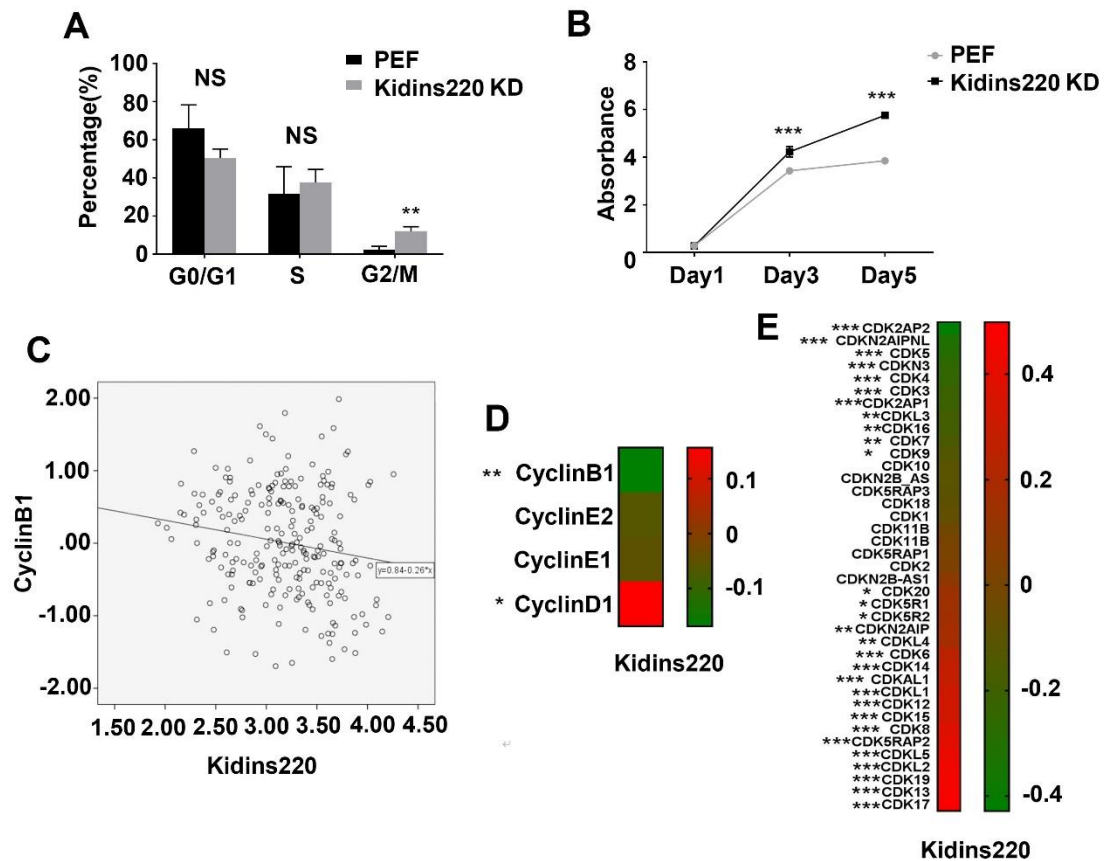 A
PEF
Kidins220 KD
Percentage(%)
100
80
60
40
20
0
NS
NS
**
G0/G1 S G2/M
B
PEF
Kidins220 KD
Absorbance
8
6
4
2
0
***
***
Day1 Day3 Day5
C
CyclinB1
2.00
1.00
.00
-1.00
-2.00
y=0.84-0.26*x
1.50 2.00 2.50 3.00 3.50 4.00 4.50
Kidins220
D
** CyclinB1
CyclinE2
CyclinE1
* CyclinD1
0.1
0
-0.1
Kidins220
E
***CDK2AP2
*** CDKN2AIPNL
*** CDK5
***CDKN3
*** CDK4
*** CDK3
***CDK2AP1
**CDKL3
**CDK16
** CDK7
* CDK9
CDK10
CDKN2B_AS
CDK5RAP3
CDK18
CDK1
CDK11B
CDK11B
CDK5RAP1
CDK2
CDKN2B-AS1
* CDK20
* CDK5R1
* CDK5R2
**CDKN2AIP
** CDKL4
*** CDK6
***CDK14
*** CDKAL1
***CDKL1
***CDK12
***CDK15
*** CDK8
***CDK5RAP2
***CDKL5
***CDKL2
***CDK19
***CDK13
***CDK17
0.4
0.2
0
-0.2
-0.4
Kidins220